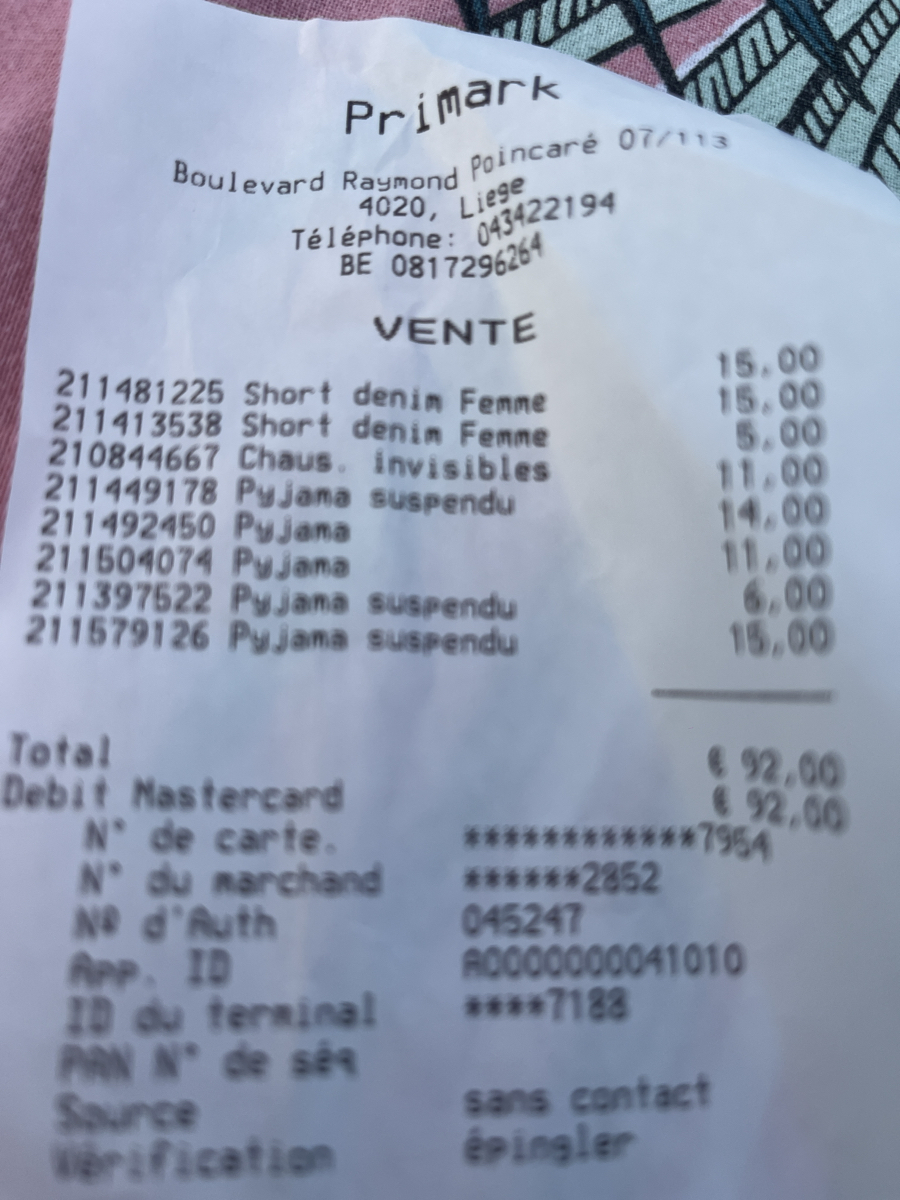 Primark
Boulevard Raymond Poincaré 07/113
4020, Liege
Téléphone: 043422194
BE 0817296264
VENTE
211481225 Short denim Femme 15,00
211413538 Short denim Femme 15,00
210844667 Chaus. invisibles 5,00
211449178 Pyjama suspendu 11,00
211492450 Pyjama 14,00
211504074 Pyjama 11,00
211397522 Pyjama suspendu 6,00
211579126 Pyjama suspendu 15,00
Total € 92,00
Debit Mastercard € 92,00
N° de carte. ************7954
N° du marchand ******2852
Nº d'Auth 045247
App. ID A0000000041010
ID du terminal ****7188
PAN N° de séq
Source sans contact
Vérification épingler